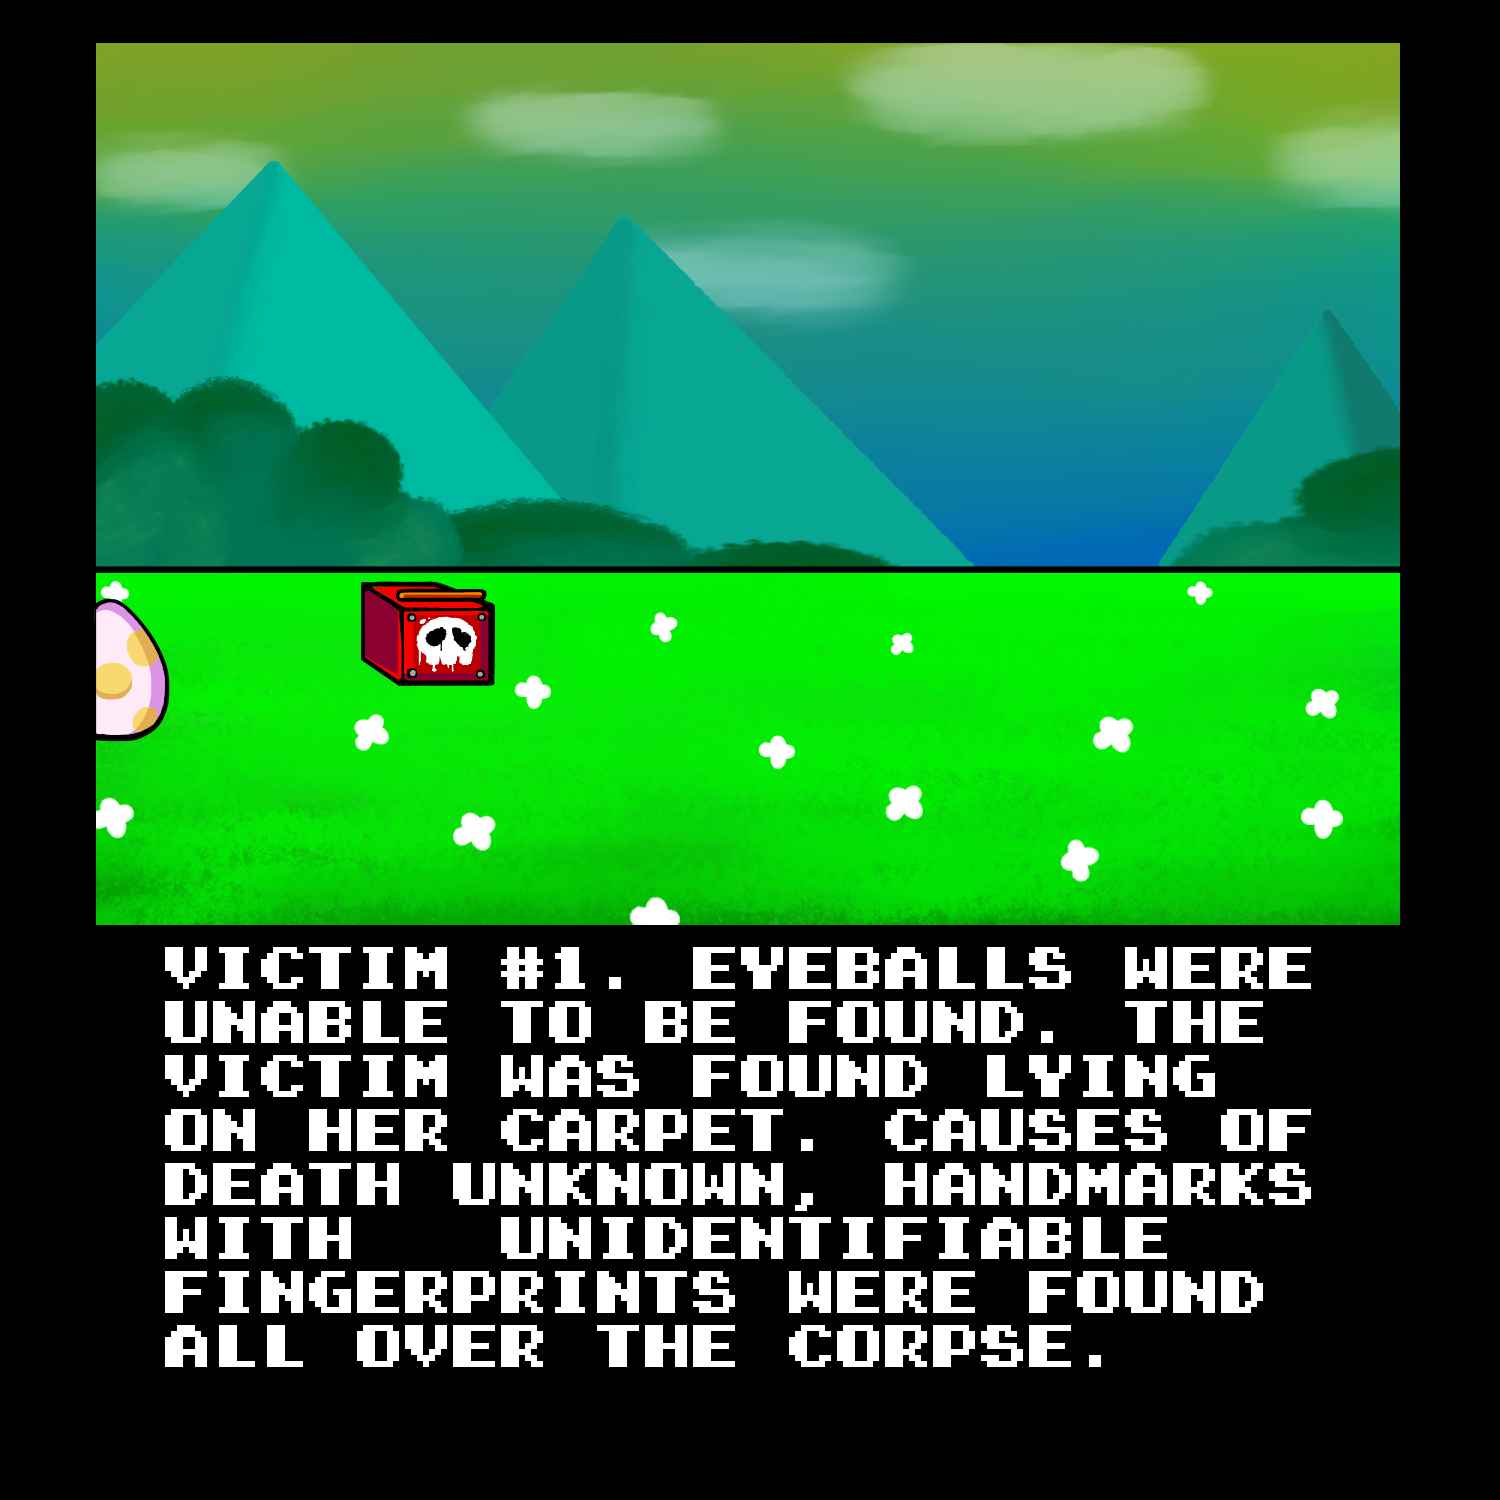 VICTIM #1. EYEBALLS WERE
UNABLE TO BE FOUND. THE
VICTIM WAS FOUND LYING
ON HER CARPET. CAUSES OF
DEATH UNKNOWN, HANDMARKS
WITH   UNIDENTIFIABLE
FINGERPRINTS WERE FOUND
ALL OVER THE CORPSE.